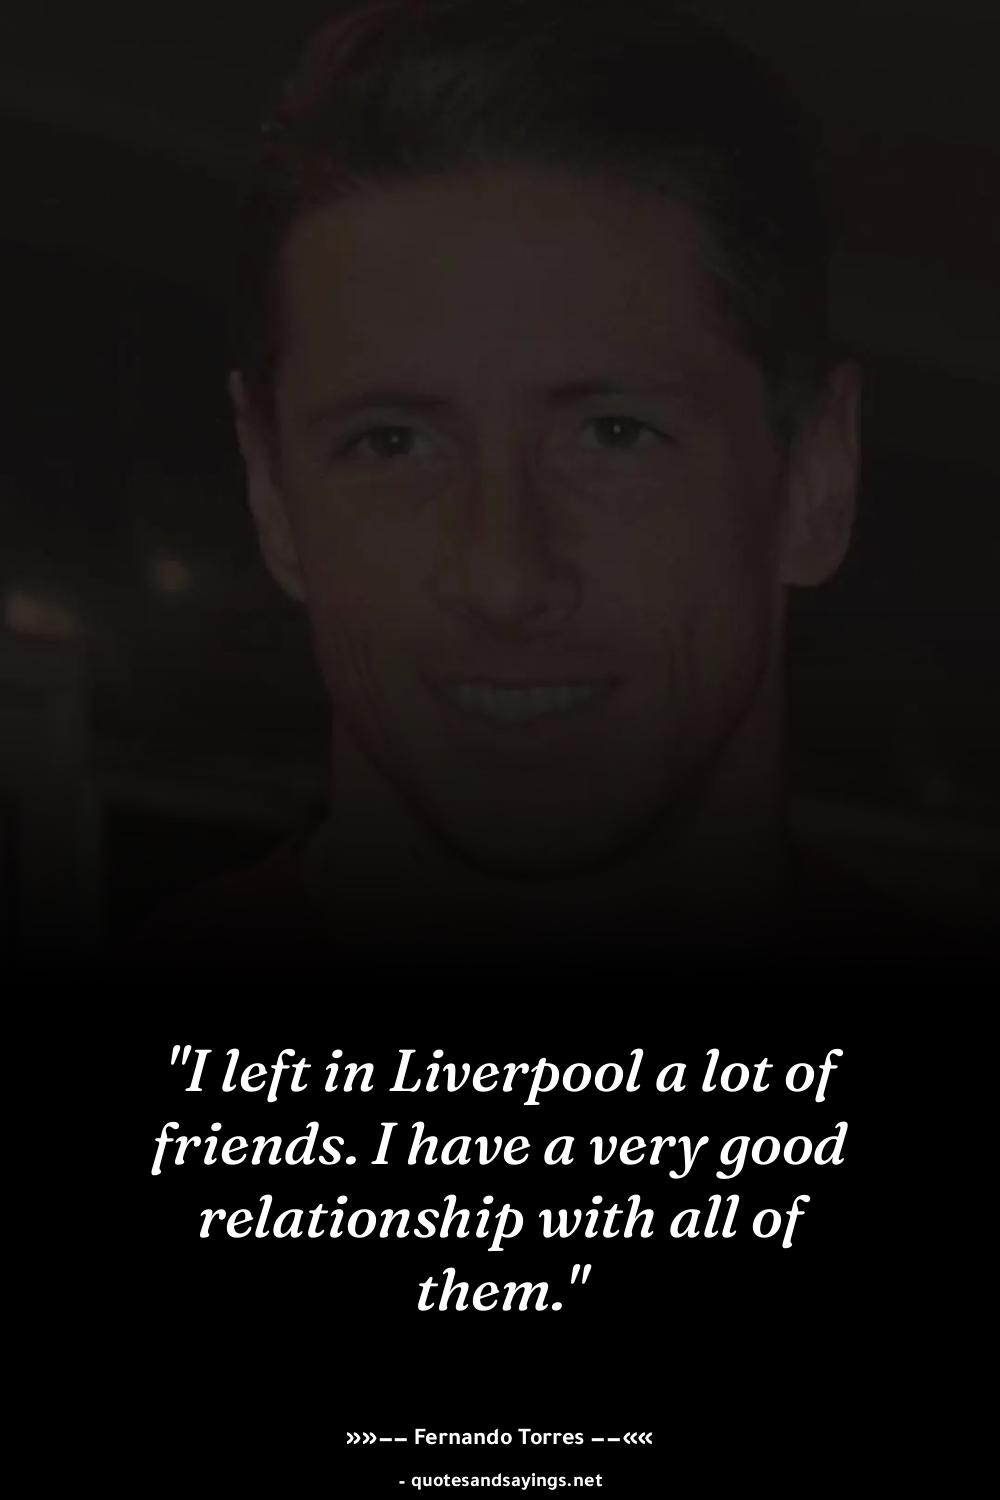 "I left in Liverpool a lot of
friends. I have a very good
relationship with all of
them."
»»−− Fernando Torres −−««
- quotesandsayings.net